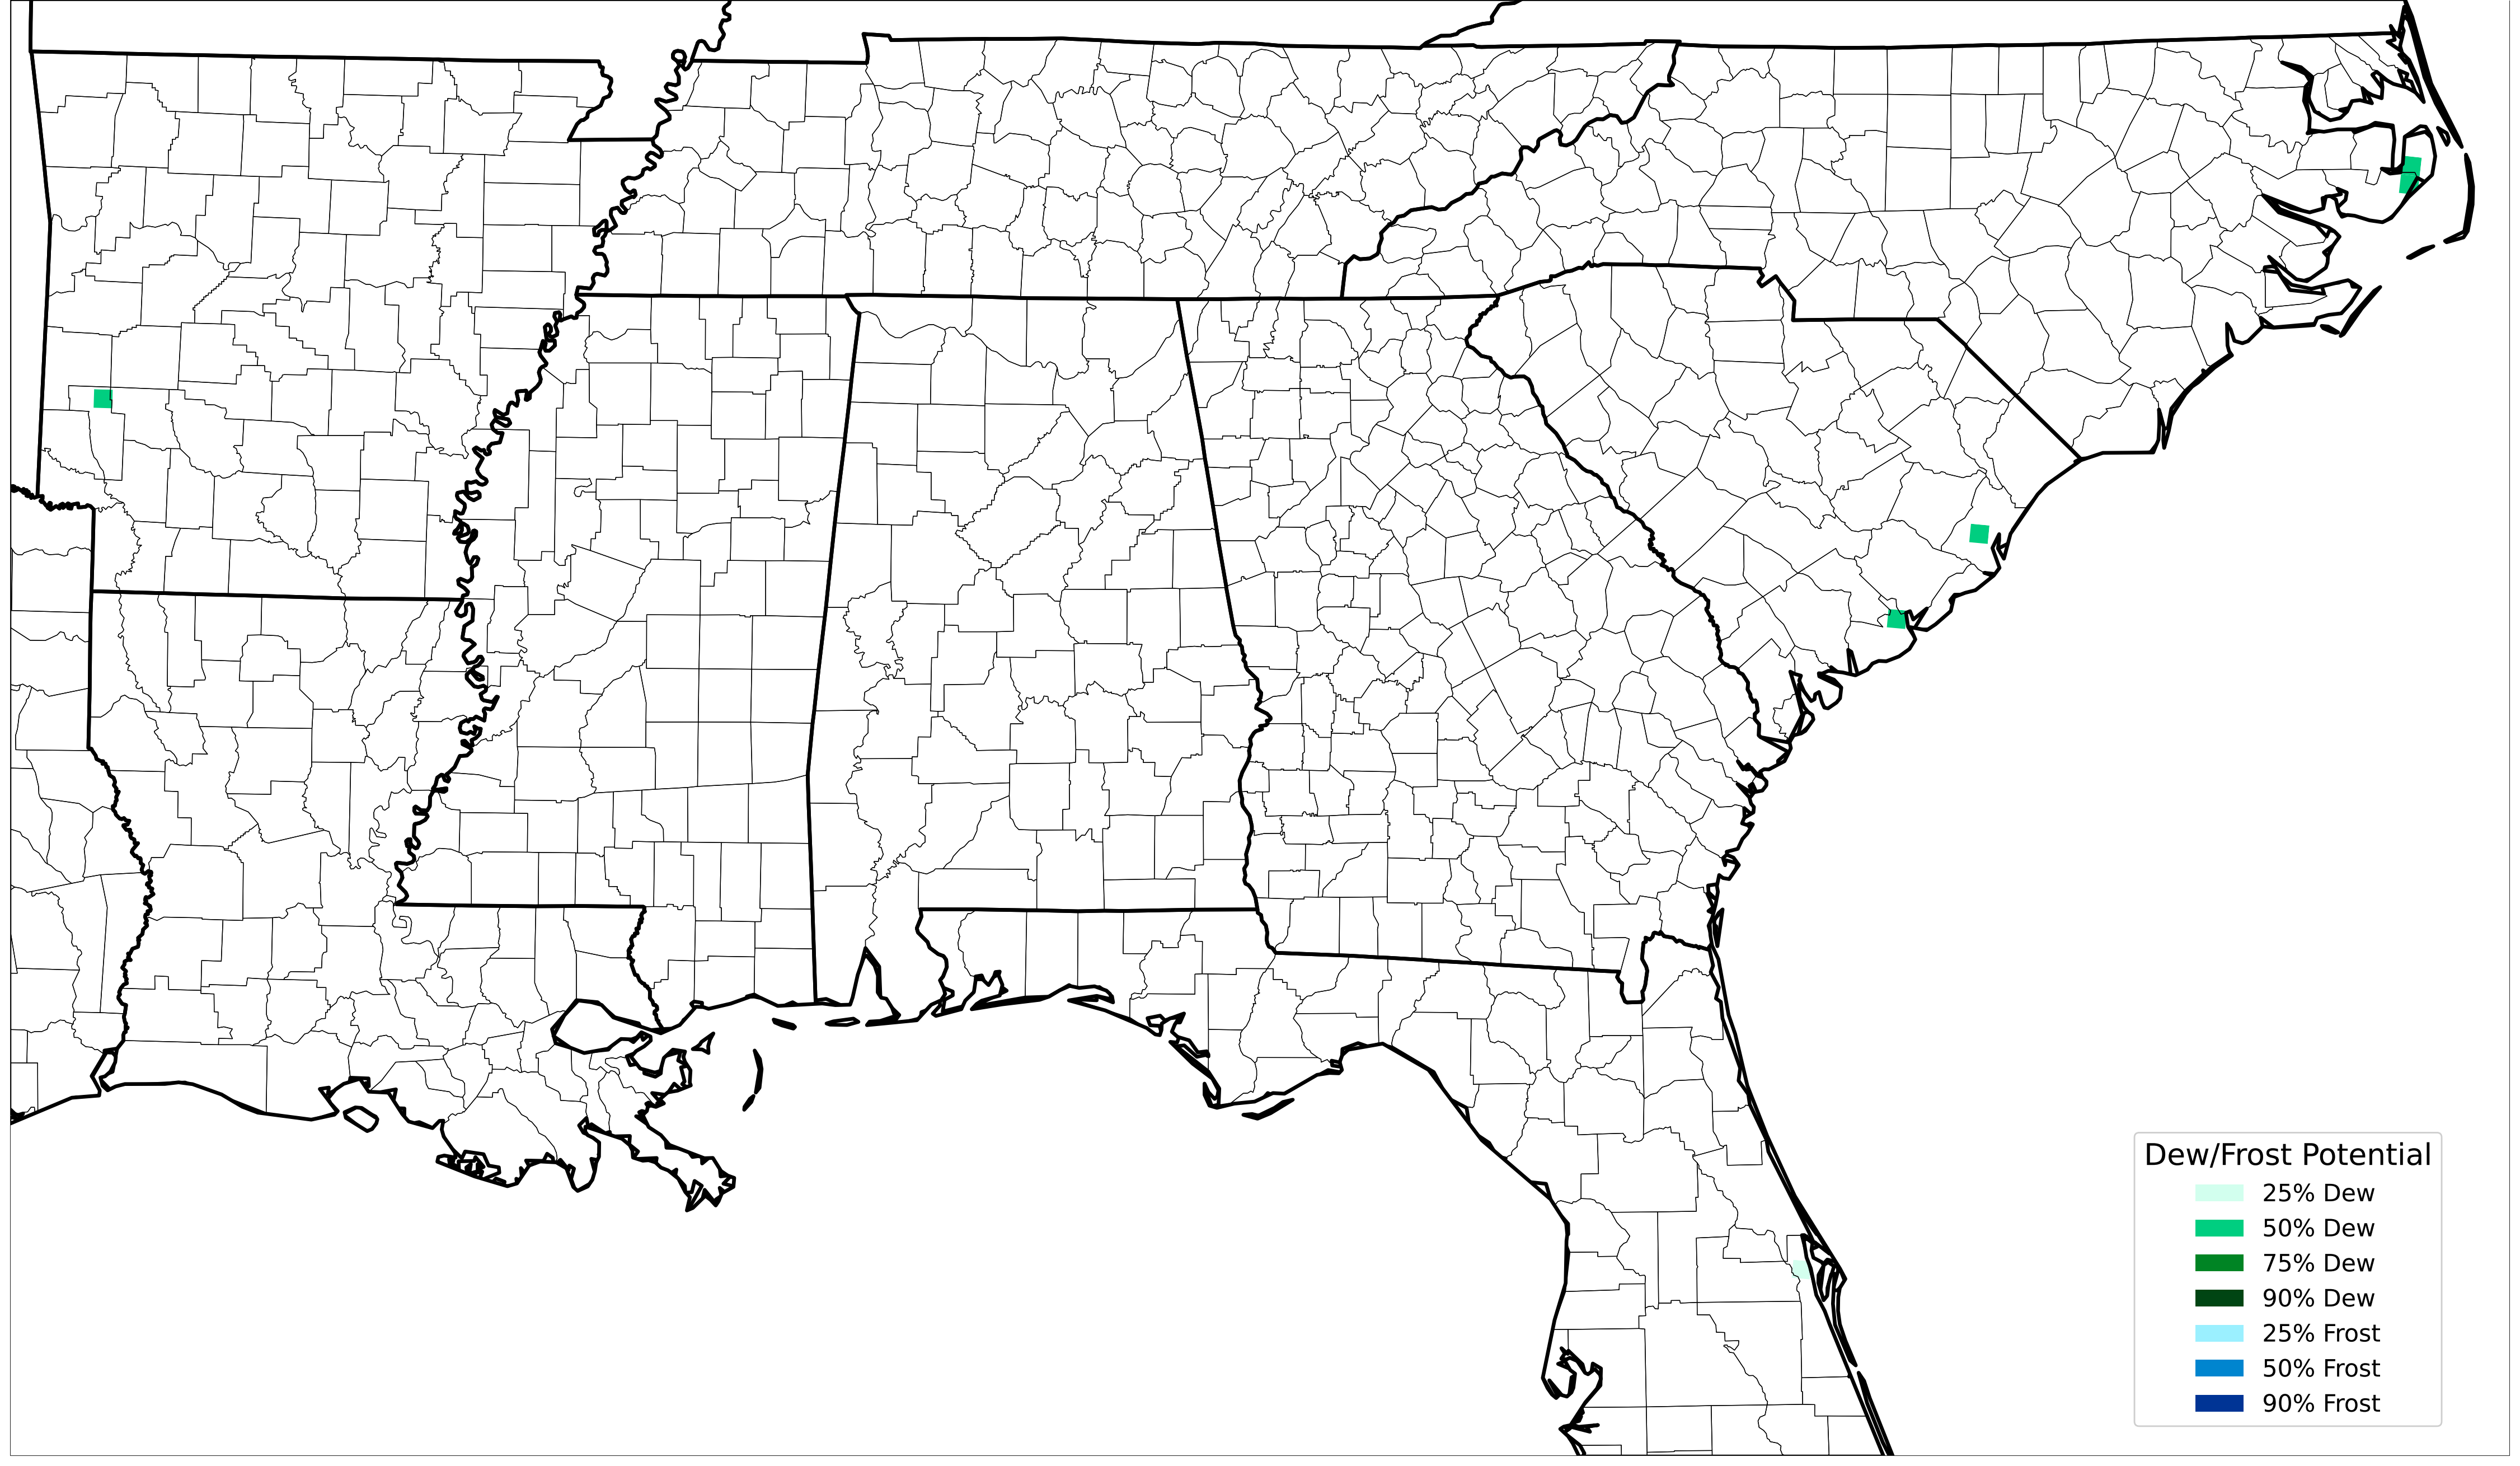 Dew/Frost Potential
25% Dew
50% Dew
75% Dew
90% Dew
25% Frost
50% Frost
90% Frost